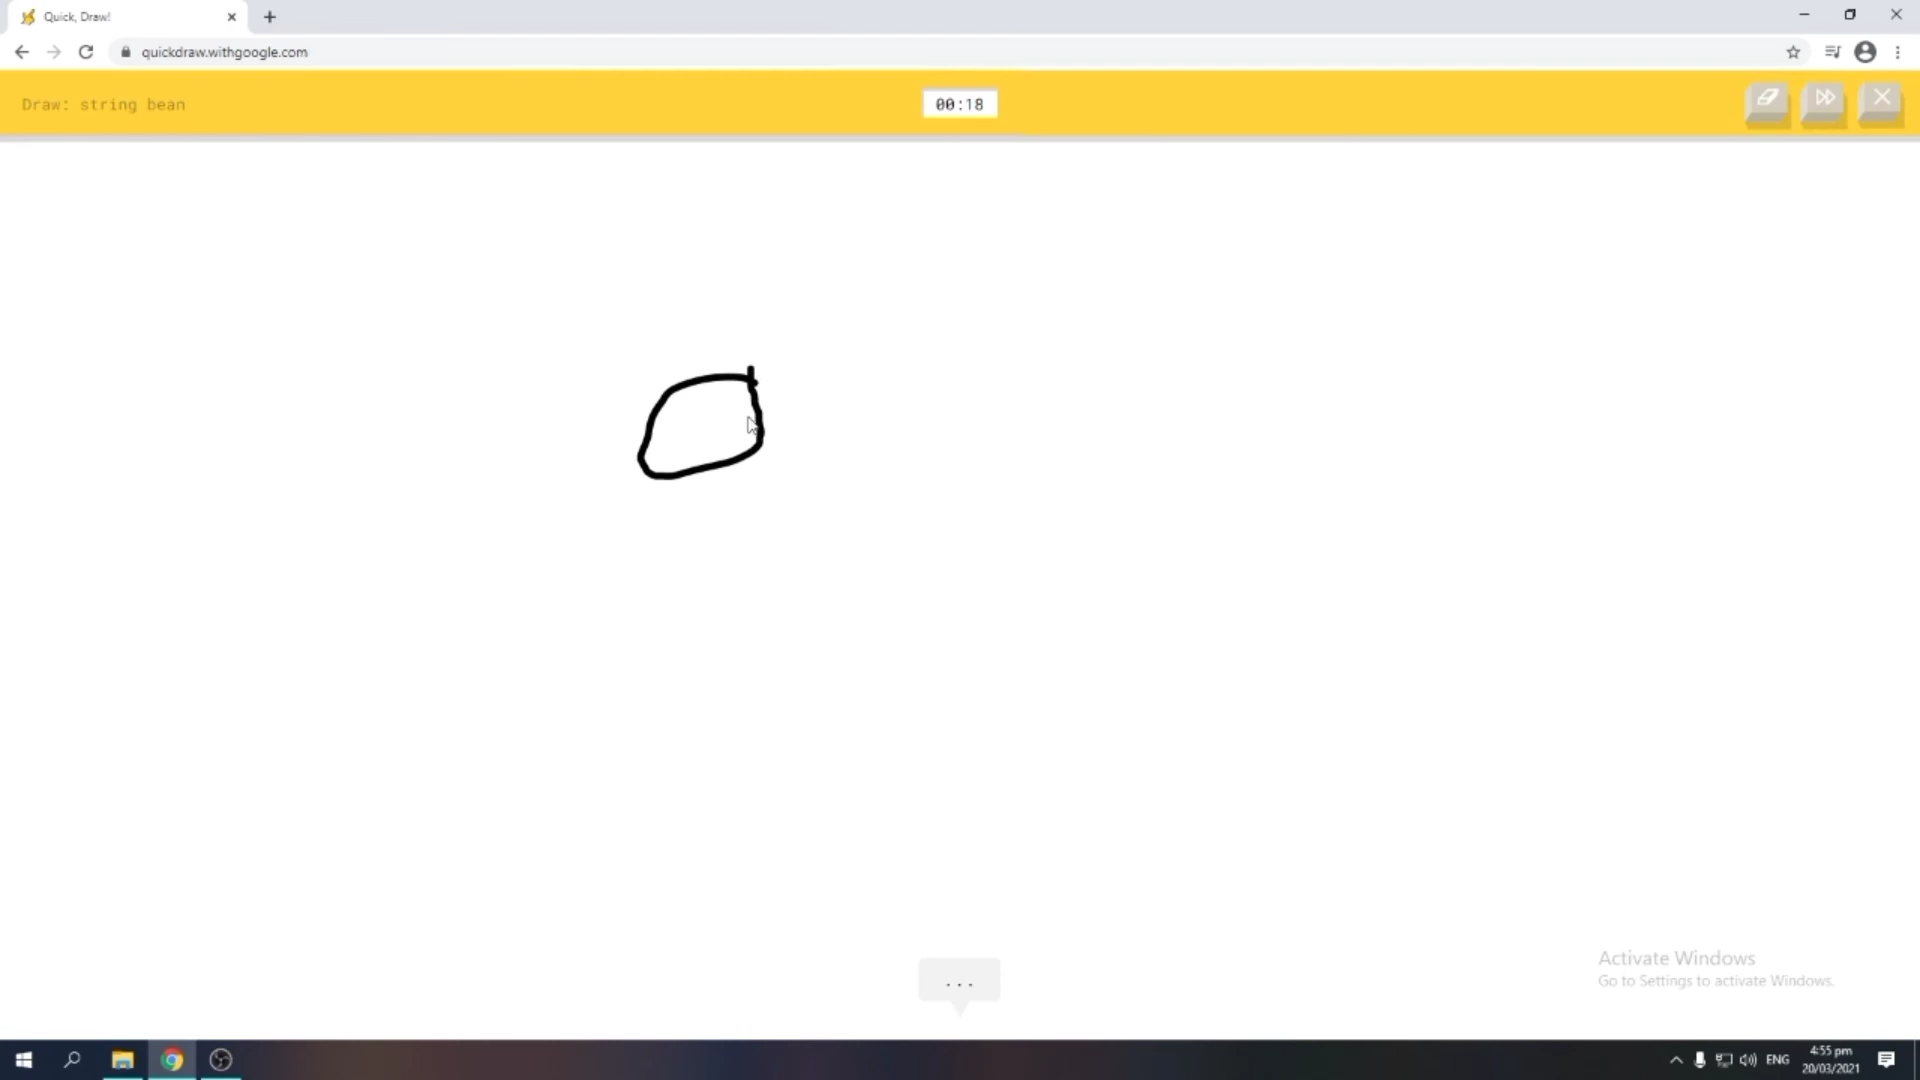 Quick, Draw!
quickdraw.withgoogle.com
Draw: string bean
00:18
...
Activate Windows
Go to Settings to activate Windows.
ENG
4:55 pm
20/03/2021